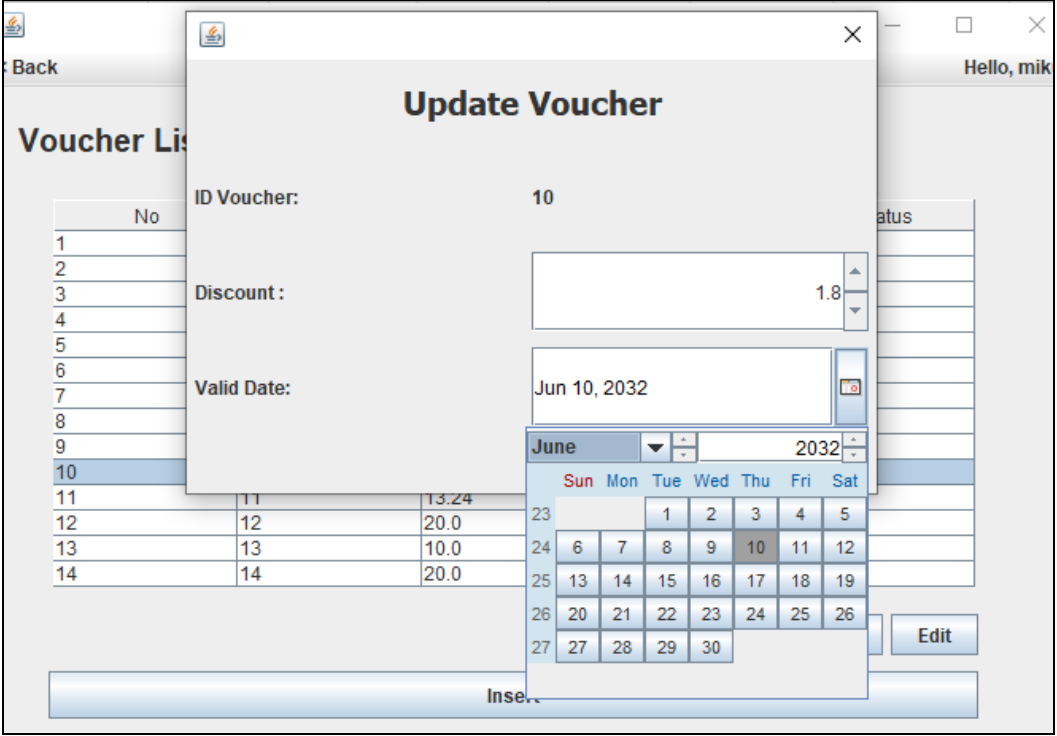 < Back
Hello, mik
Update Voucher
Voucher Lis
ID Voucher: 10
No atus
1
2
3
Discount : 1.8
4
5
6
Valid Date: Jun 10, 2032
7
8
9
June 2032
10
Sun Mon Tue Wed Thu Fri Sat
11 11 13.24
23 1 2 3 4 5
12 12 20.0
24 6 7 8 9 10 11 12
13 13 10.0
25 13 14 15 16 17 18 19
14 14 20.0
26 20 21 22 23 24 25 26
27 27 28 29 30
Edit
Insert